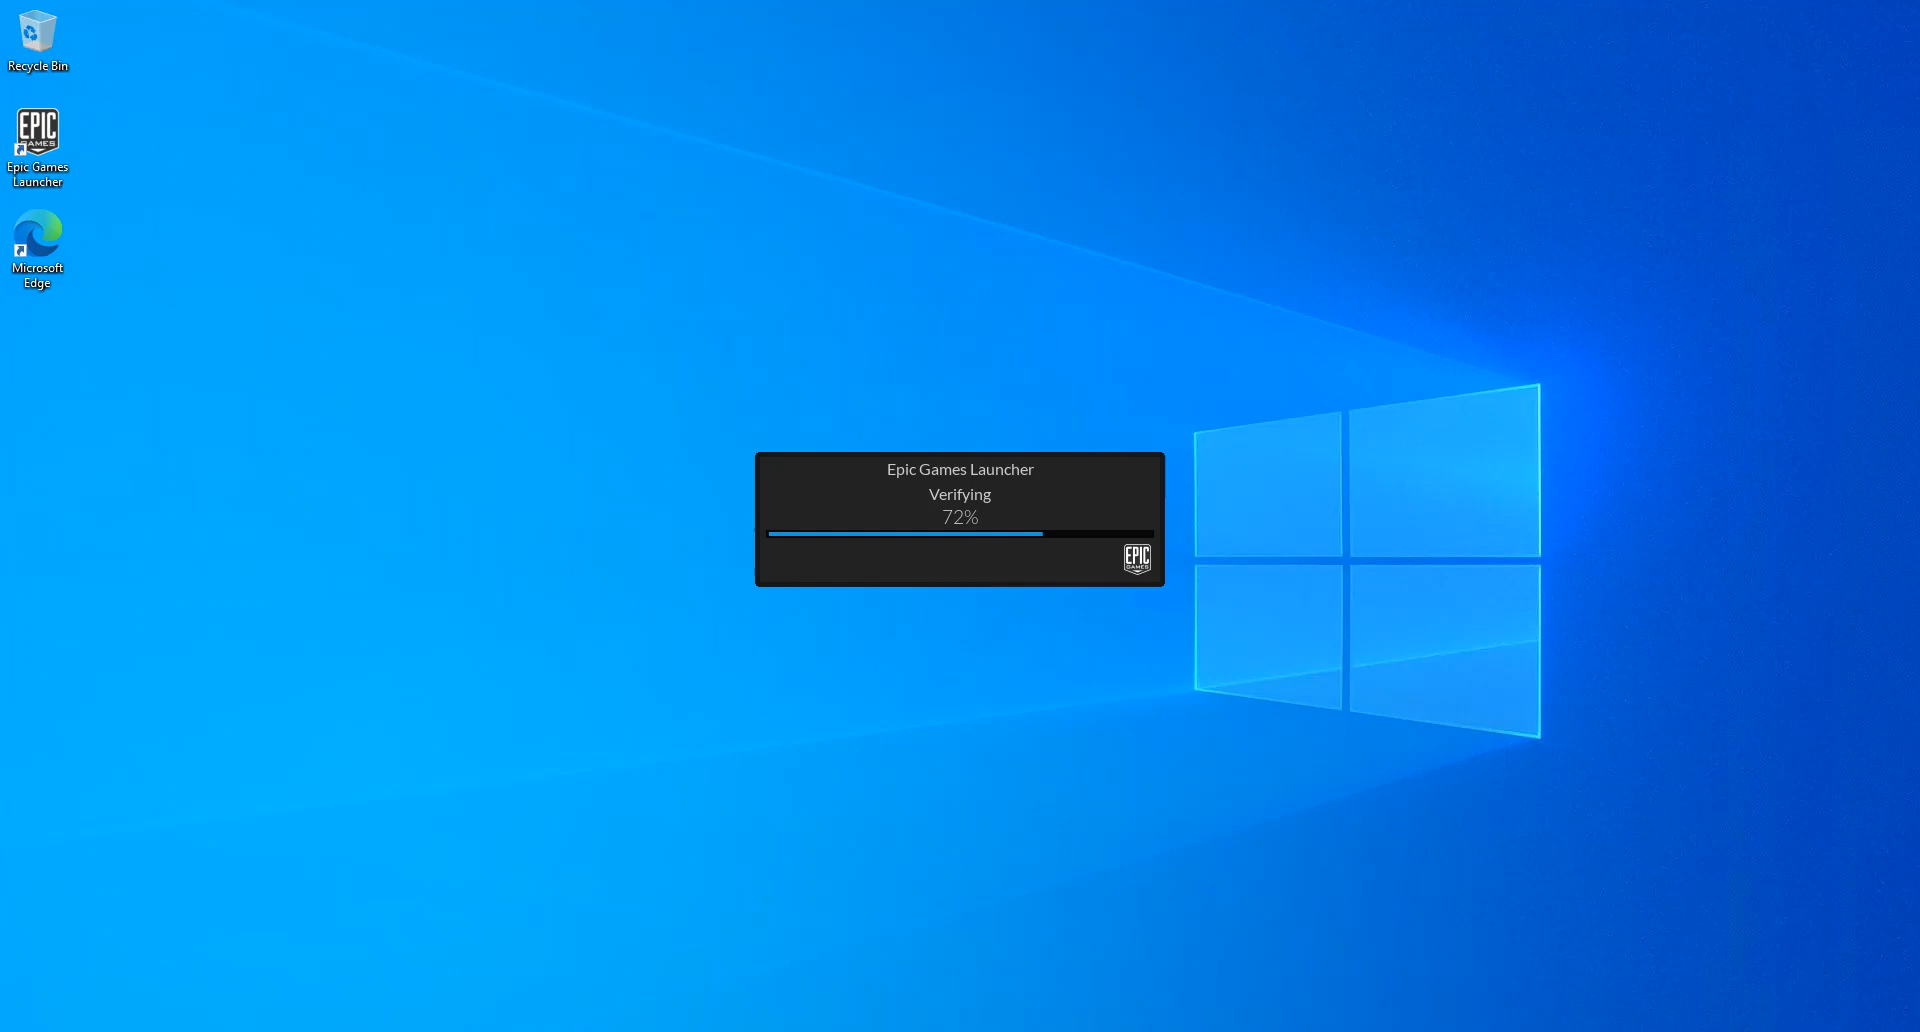 Recycle Bin
EPIC
GAMES
Epic Games
Launcher
Microsoft
Edge
Epic Games Launcher
Verifying
72%
EPIC
GAMES